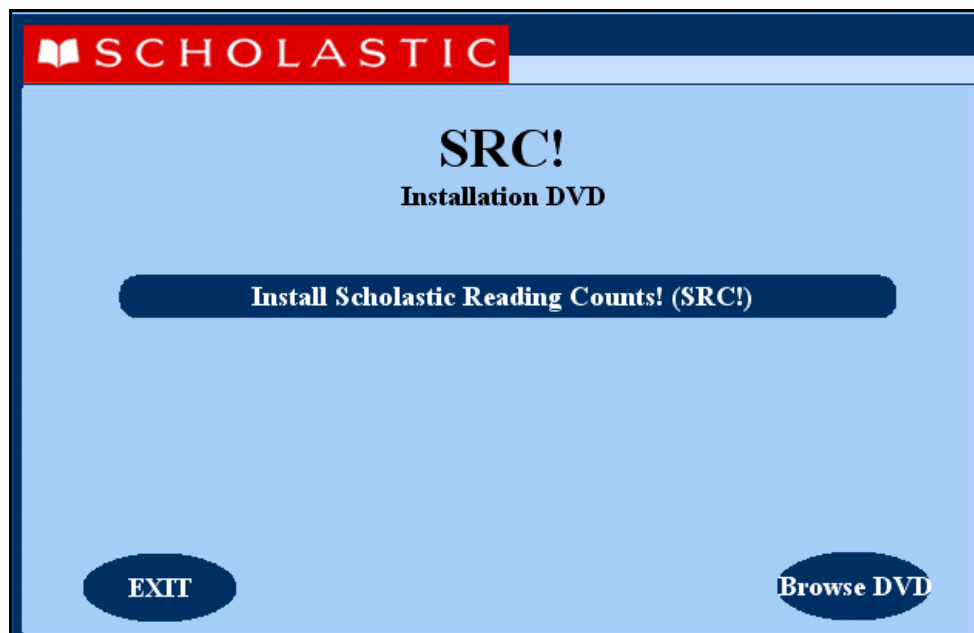 SCHOLASTIC
SRC!
Installation DVD
Install Scholastic Reading Counts! (SRC!)
EXIT
Browse DVD